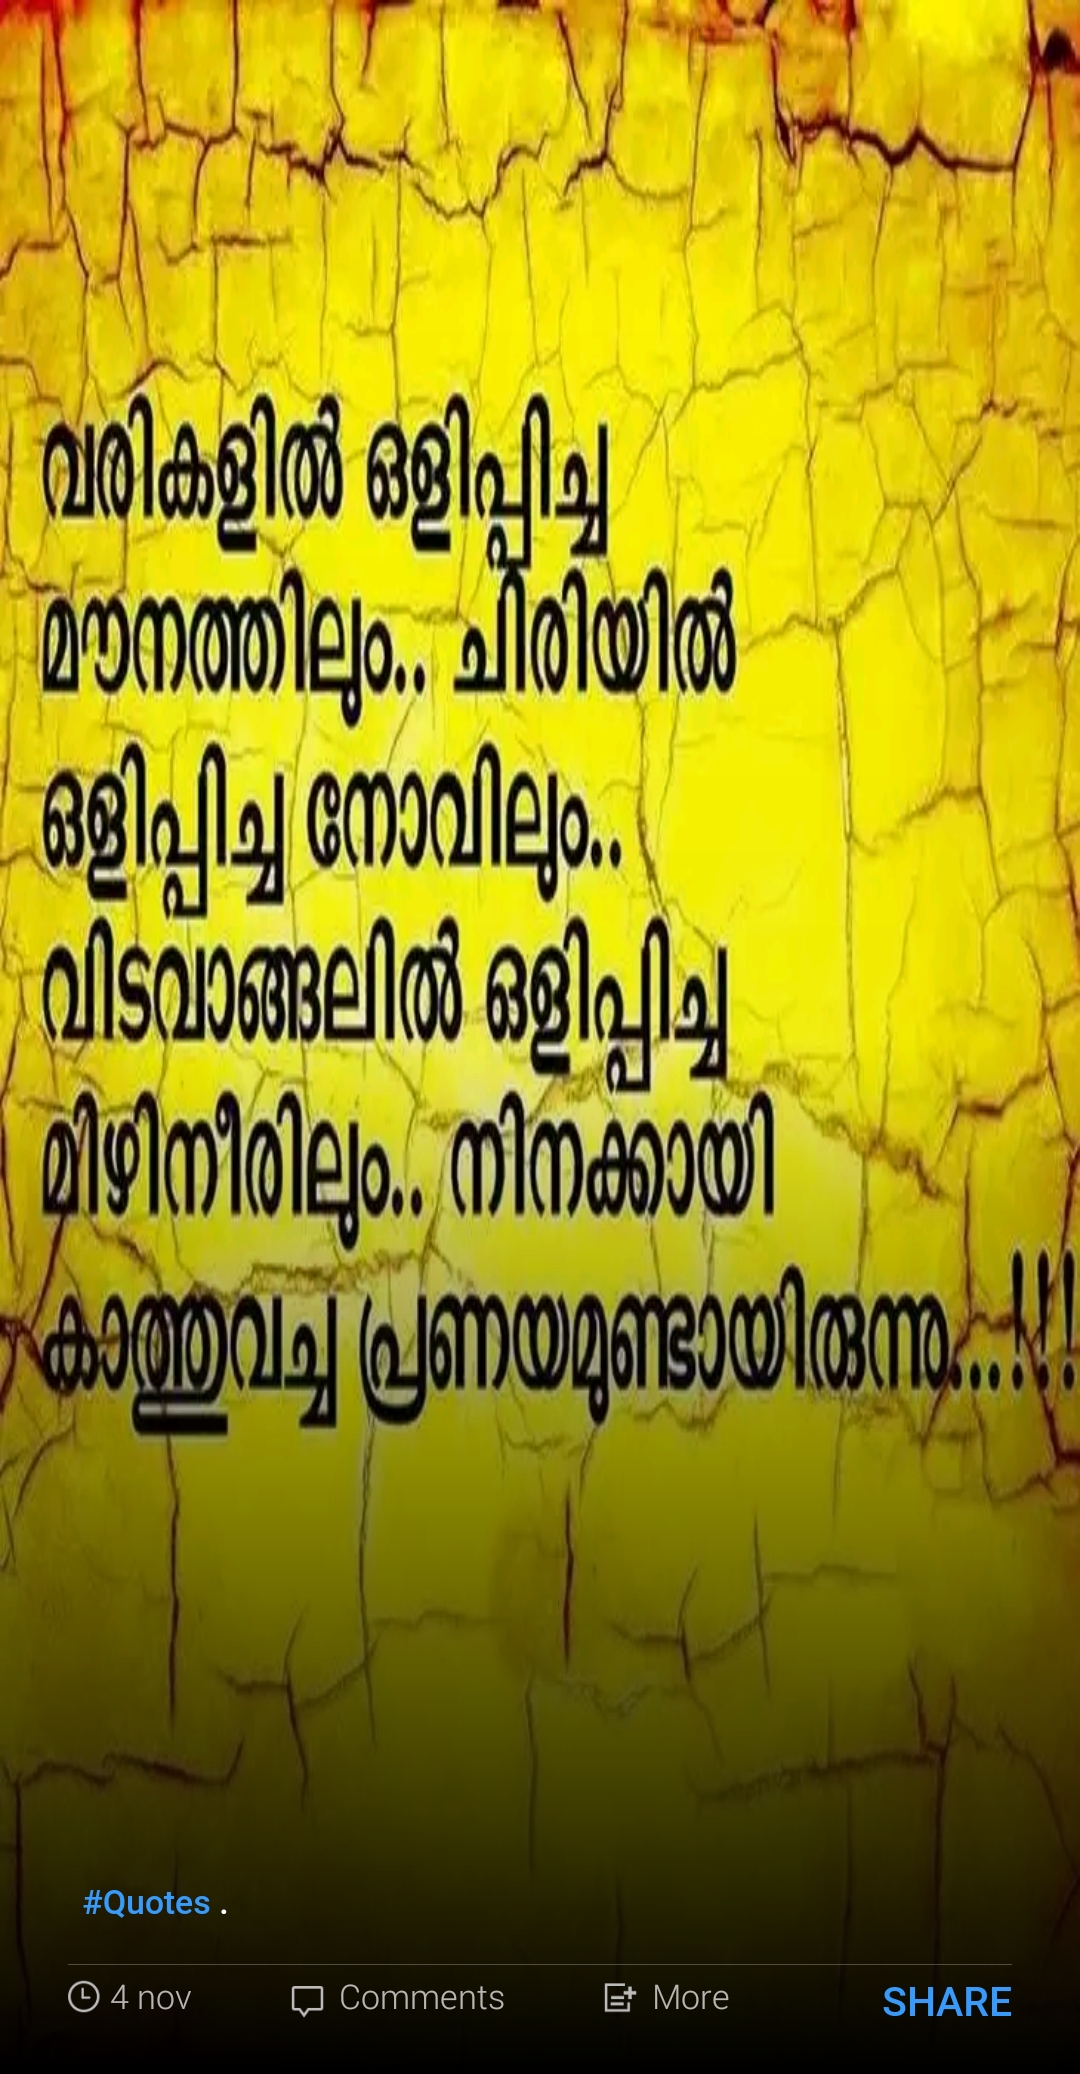 വരികളിൽ ഒളിപ്പിച്ച
മൗനത്തിലും.. ചിരിയിൽ
ഒളിപ്പിച്ച നോവിലും..
വിടവാങ്ങലിൽ ഒളിപ്പിച്ച
മിഴിനീരിലും.. നിനക്കായി
കാത്തുവച്ച പ്രണയമുണ്ടായിരുന്നു...!!!
#Quotes .
4 nov Comments More SHARE